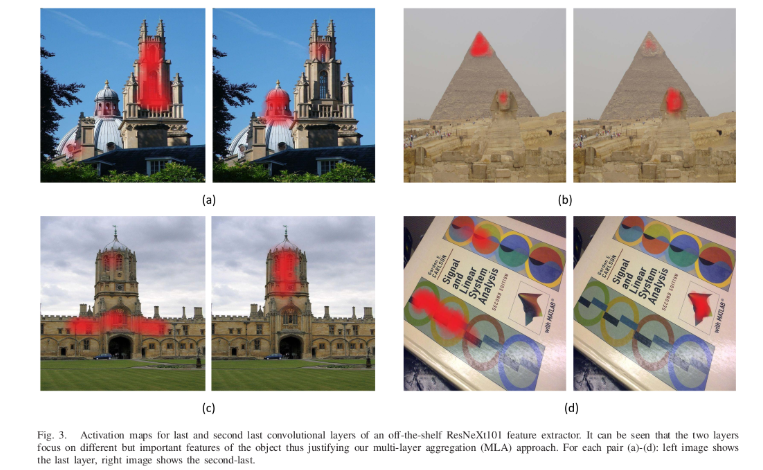 (a)
(b)
Gordon E.
CARLSON
Signal
and
Linear
System
Analysis
SECOND EDITION
with MATLAB®
Gordon E.
CARLSON
Signal
and
Linear
System
Analysis
SECOND EDITION
with MATLAB®
(c)
(d)
Fig. 3. Activation maps for last and second last convolutional layers of an off-the-shelf ResNeXt101 feature extractor. It can be seen that the two layers
focus on different but important features of the object thus justifying our multi-layer aggregation (MLA) approach. For each pair (a)-(d): left image shows
the last layer, right image shows the second-last.